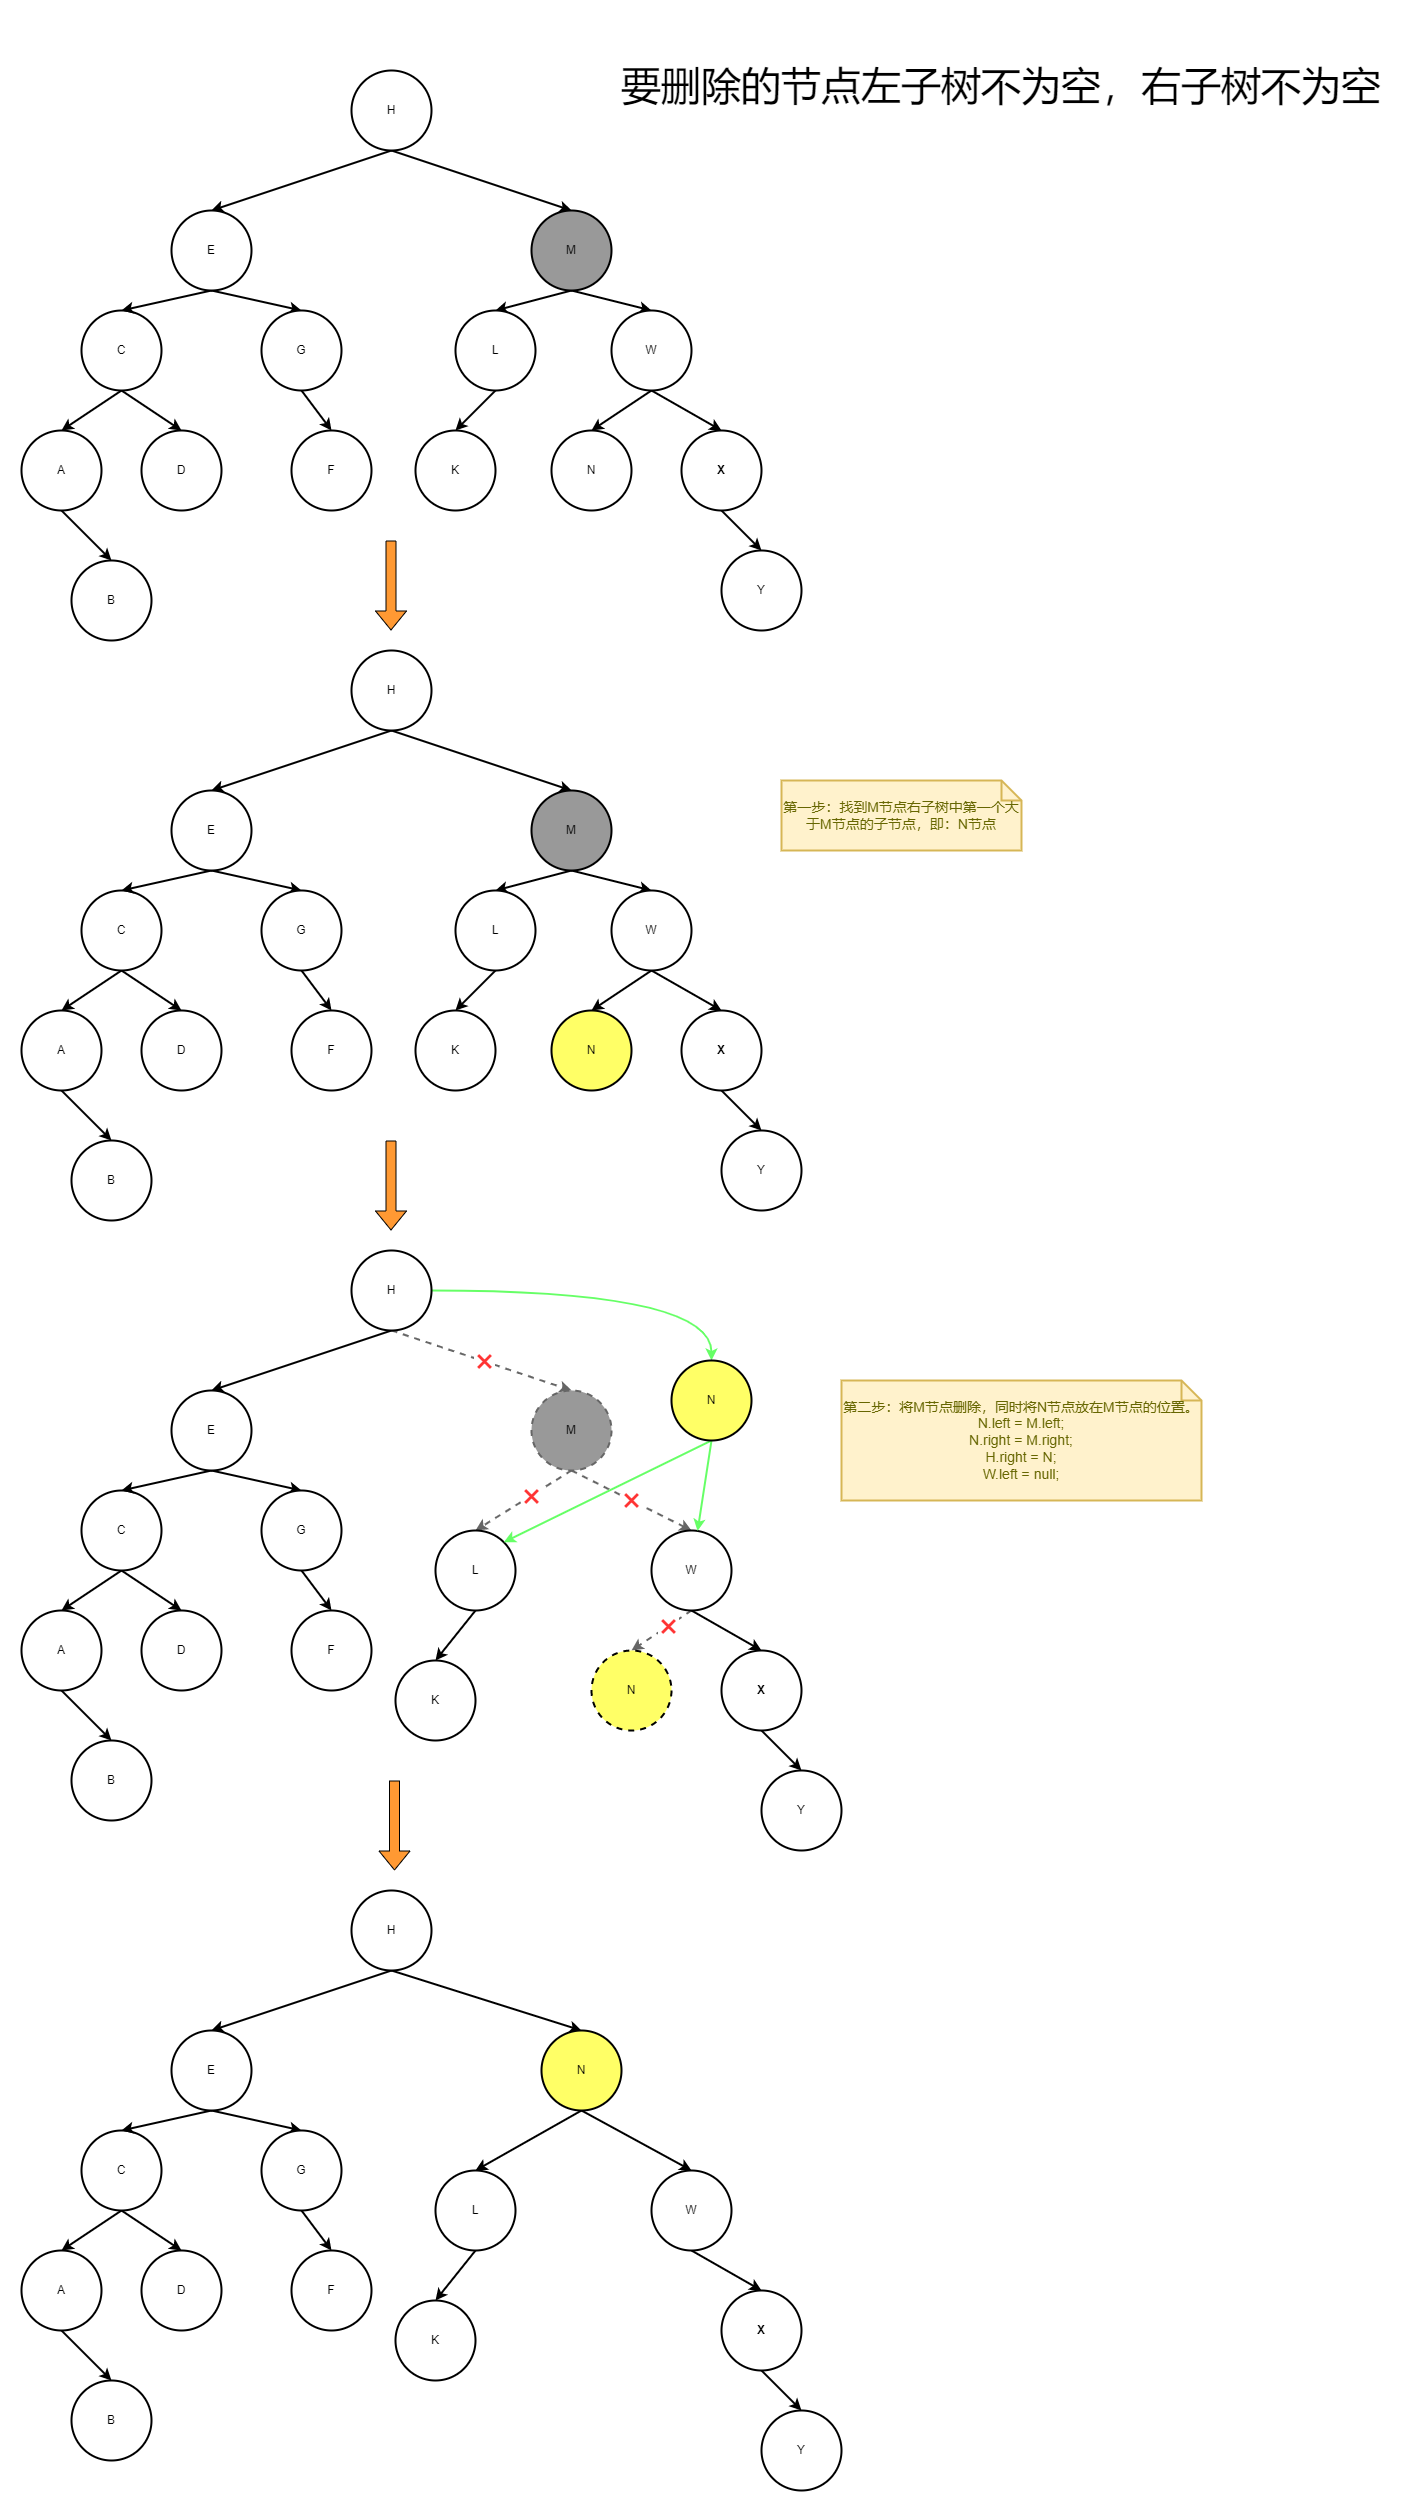 要删除的节点左子树不为空，右子树不为空
H
E
M
C
G
L
W
A
D
F
K
N
X
B
Y
H
第一步：找到M节点右子树中第一个大
于M节点的子节点，即：N节点
E
M
C
G
L
W
A
D
F
K
N
X
B
Y
H
N
第二步：将M节点删除，同时将N节点放在M节点的位置。
N.left = M.left;
N.right = M.right;
H.right = N;
W.left = null;
E
M
C
G
L
W
A
D
F
K
N
X
B
Y
H
E
N
C
G
L
W
A
D
F
K
X
B
Y